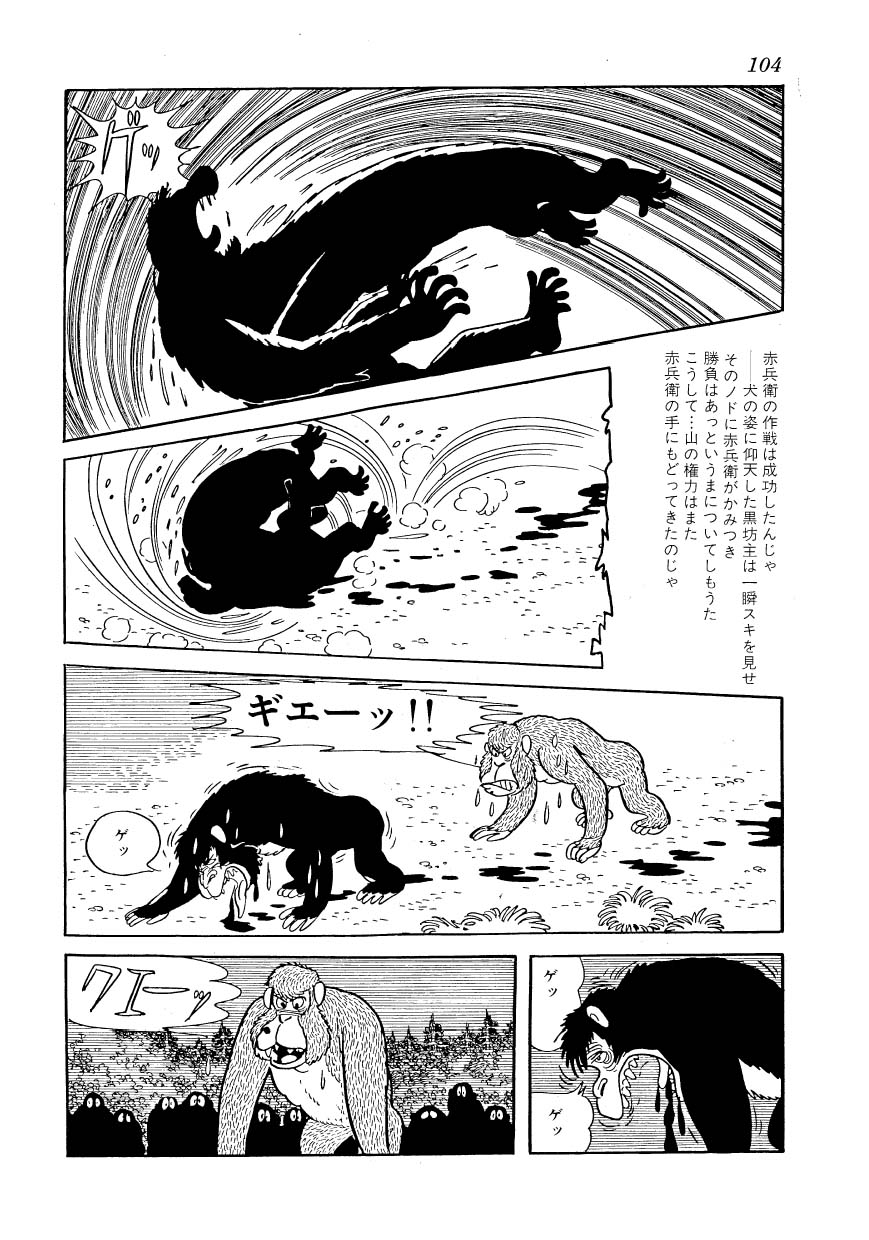 104
ゲッ
赤兵衛の作戦は成功したんじゃ
――犬の姿に仰天した黒坊主は一瞬スキを見せ
そのノドに赤兵衛がかみつき
勝負はあっというまについてしもうた
こうして…山の権力はまた
赤兵衛の手にもどってきたのじゃ
ギエーッ!!
ゲッ
ゲッ
ゲッ
クエーッ